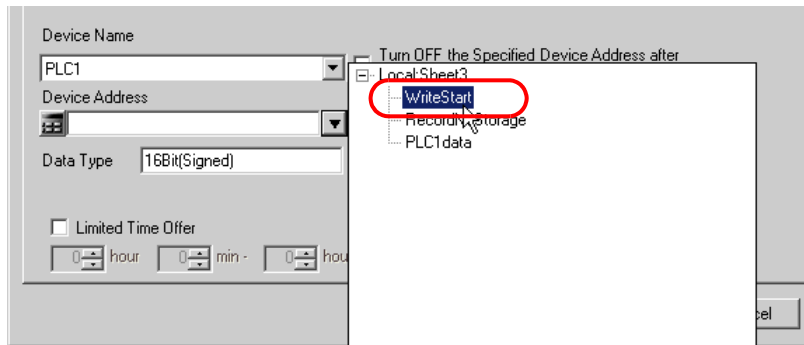 Device Name
Turn OFF the Specified Device Address after
PLC1
Local:Sheet3
Device Address
WriteStart
Storage
Data Type 16Bit(Signed)
PLC1data
Limited Time Offer
0 hour 0 min - 0 hou
cel